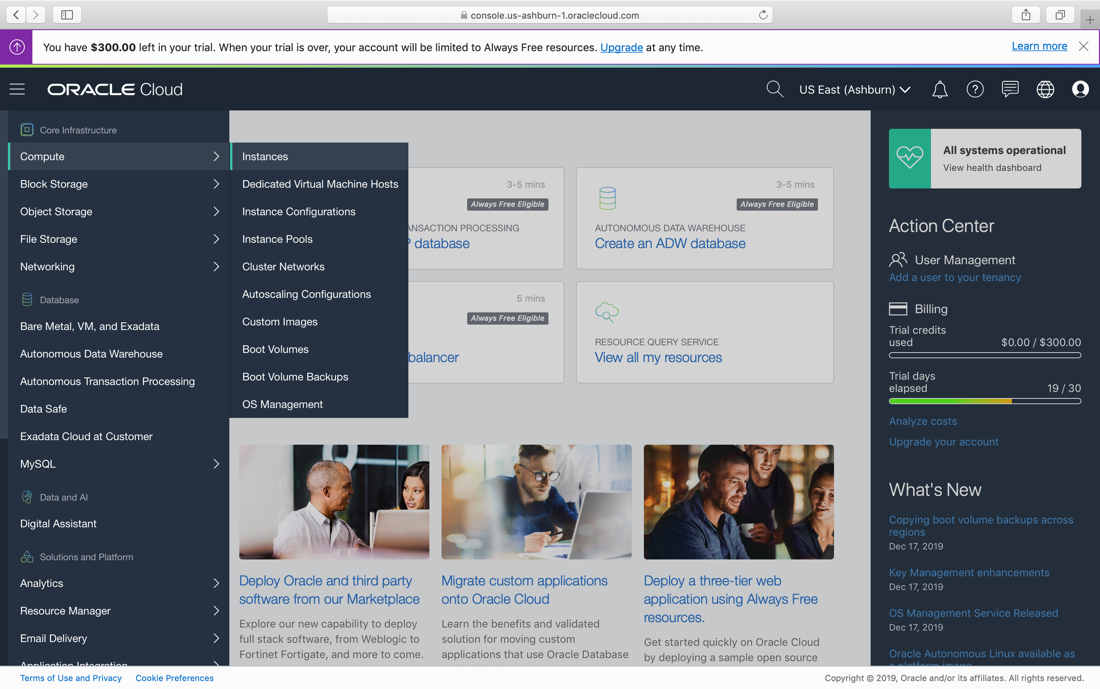 console.us-ashburn-1.oraclecloud.com
You have $300.00 left in your trial. When your trial is over, your account will be limited to Always Free resources. Upgrade at any time.
Learn more
ORACLE Cloud
US East (Ashburn)
Core Infrastructure
Compute
Block Storage
Object Storage
File Storage
Networking
Database
Bare Metal, VM, and Exadata
Autonomous Data Warehouse
Autonomous Transaction Processing
Data Safe
Exadata Cloud at Customer
MySQL
Data and AI
Digital Assistant
Solutions and Platform
Analytics
Resource Manager
Email Delivery
Application Integration
Instances
Dedicated Virtual Machine Hosts
Instance Configurations
Instance Pools
Cluster Networks
Autoscaling Configurations
Custom Images
Boot Volumes
Boot Volume Backups
OS Management
3-5 mins
Always Free Eligible
ANSACTION PROCESSING
P database
3-5 mins
Always Free Eligible
AUTONOMOUS DATA WAREHOUSE
Create an ADW database
5 mins
Always Free Eligible
balancer
RESOURCE QUERY SERVICE
View all my resources
Deploy Oracle and third party
software from our Marketplace
Explore our new capability to deploy
full stack software, from Weblogic to
Fortinet Fortigate, and more to come.
Migrate custom applications
onto Oracle Cloud
Learn the benefits and validated
solution for moving custom
applications that use Oracle Database
Deploy a three-tier web
application using Always Free
resources.
Get started quickly on Oracle Cloud
by deploying a sample open source
All systems operational
View health dashboard
Action Center
User Management
Add a user to your tenancy
Billing
Trial credits
used
$0.00 / $300.00
Trial days
elapsed
19 / 30
Analyze costs
Upgrade your account
What's New
Copying boot volume backups across
regions
Dec 17, 2019
Key Management enhancements
Dec 17, 2019
OS Management Service Released
Dec 17, 2019
Oracle Autonomous Linux available as
a platform image
Terms of Use and Privacy
Cookie Preferences
Copyright © 2019, Oracle and/or its affiliates. All rights reserved.